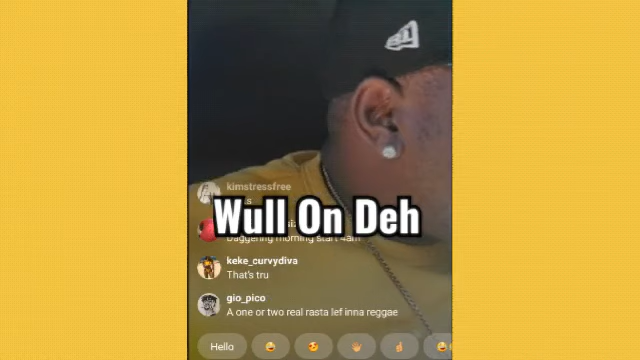 kimstressfree
Wull On Deh
Daggering morning start 4am
keke_curvydiva
That's tru
gio_pico
A one or two real rasta lef inna reggae
Hello